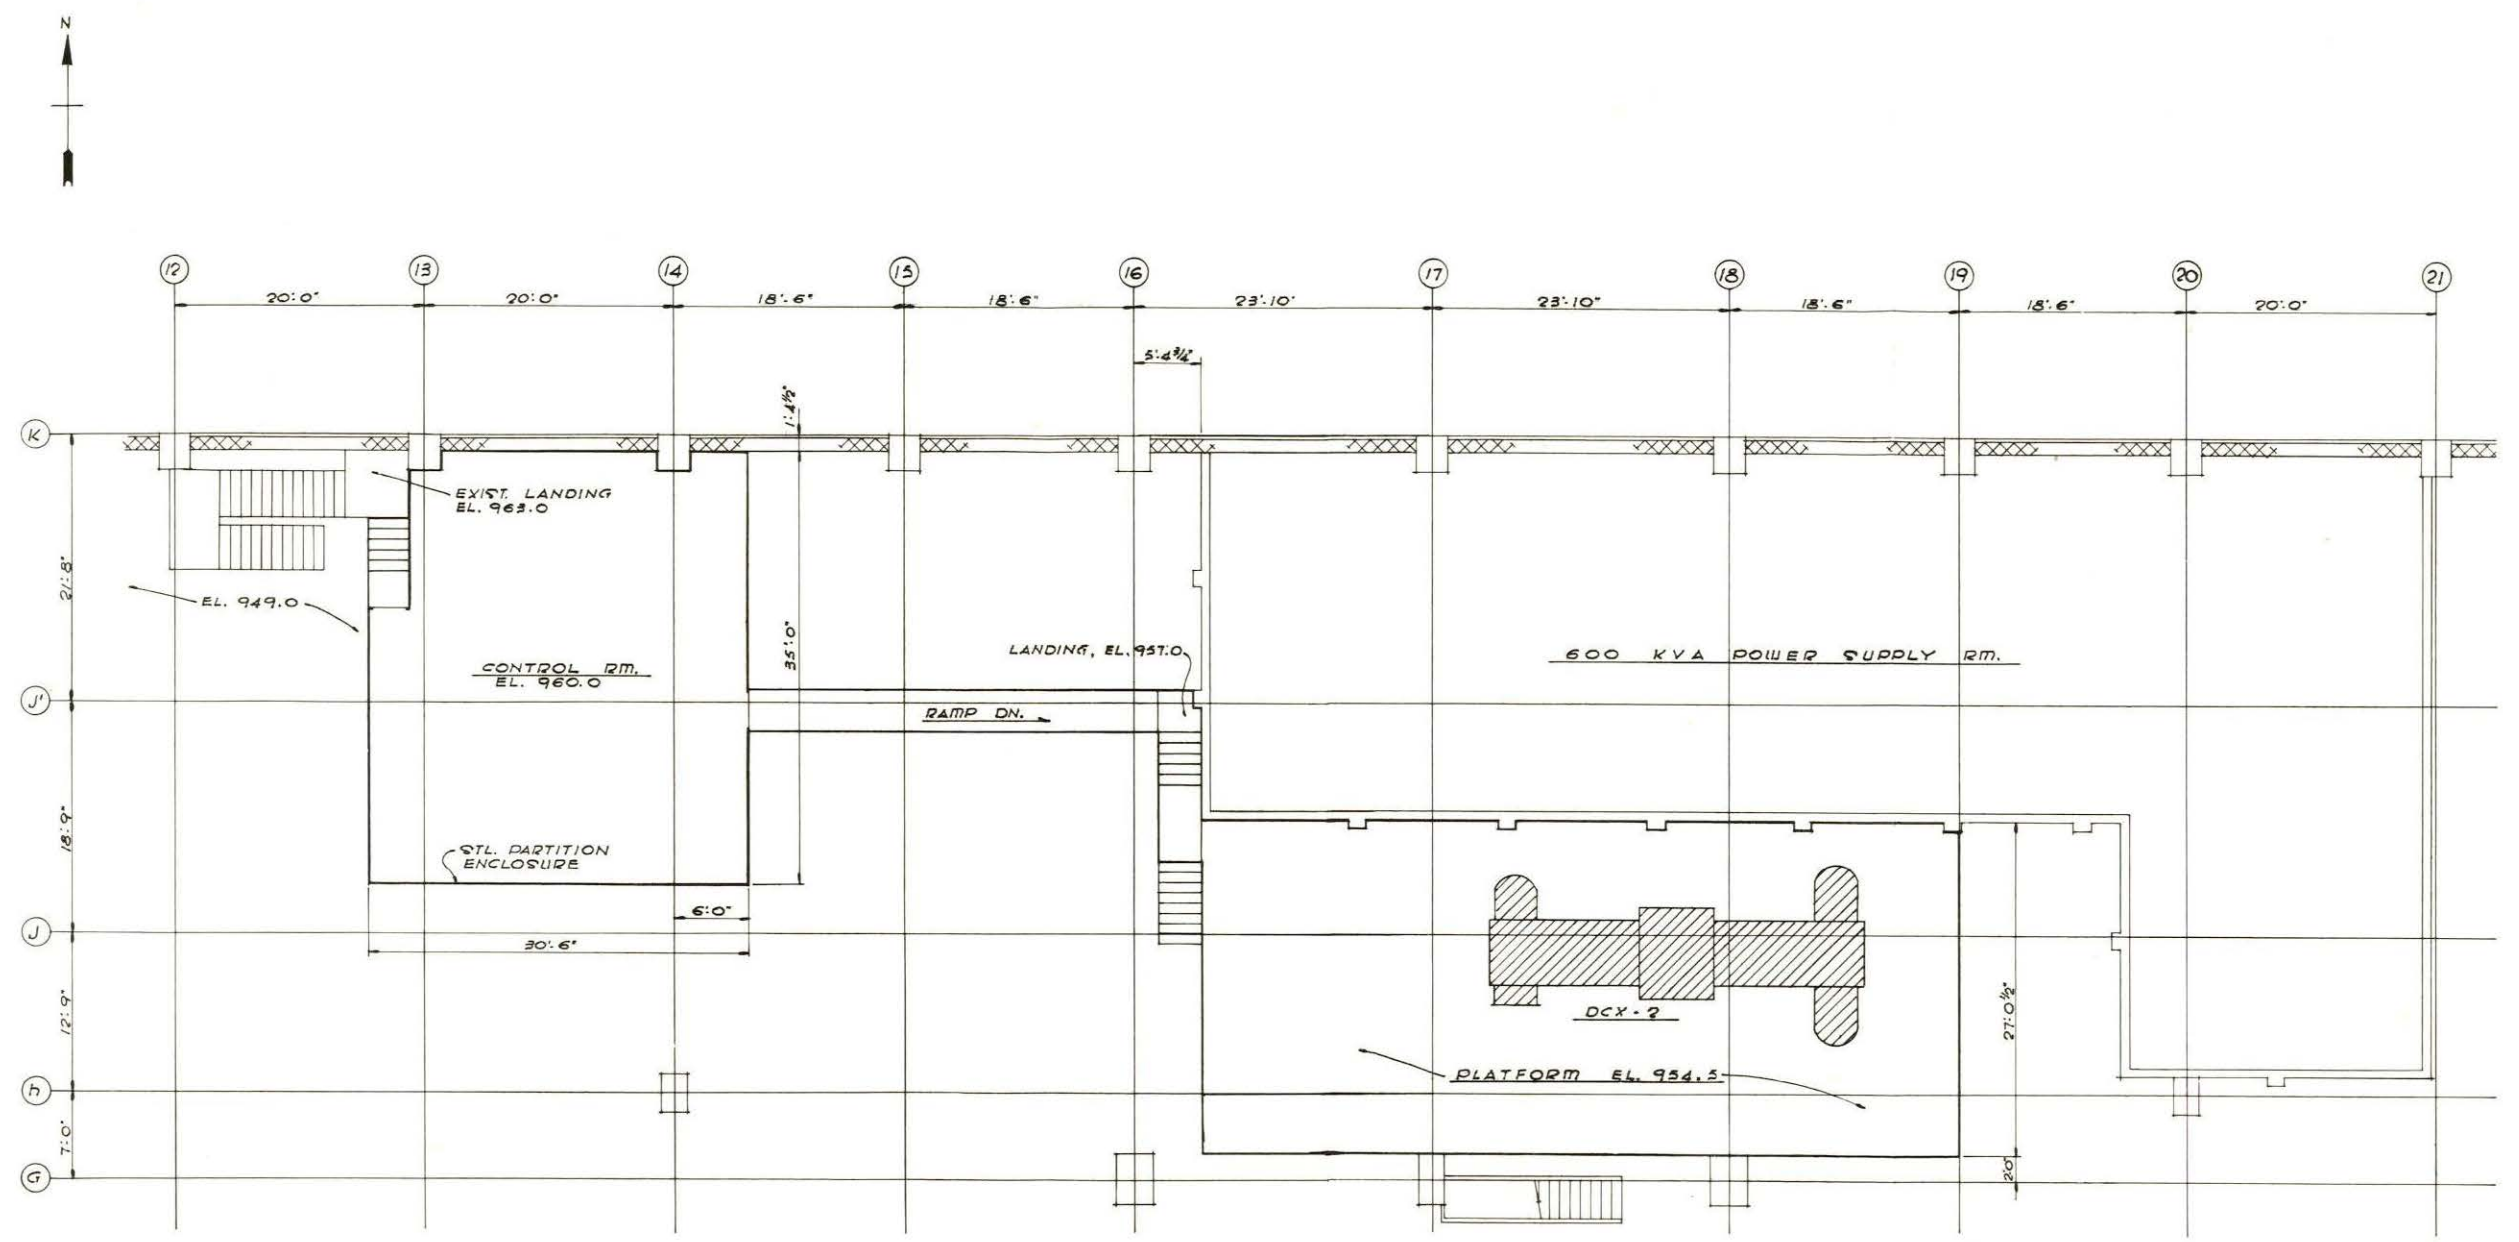 N
12 13 14 15 16 17 18 19 20 21
20'-0" 20'-0" 18'-6" 18'-6" 23'-10" 23'-10" 18'-6" 18'-6" 20'-0"
5'-4¾"
1'-4½"
K
EXIST. LANDING
EL. 963.0
21'-8"
EL. 949.0
35'-0"
LANDING, EL. 957.0
600 KVA POWER SUPPLY RM.
CONTROL RM.
EL. 960.0
J'
RAMP DN.
18'-9"
STL. PARTITION
ENCLOSURE
6'-0"
J
30'-6"
12'-9"
27'-0½"
DCX-2
PLATFORM EL. 954.5
h
7'-0"
2'-0"
G